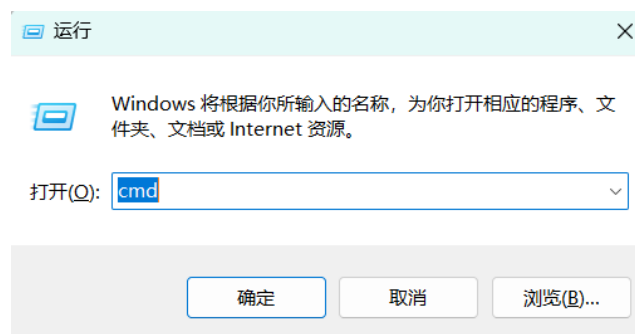 运行
Windows 将根据你所输入的名称，为你打开相应的程序、文
件夹、文档或 Internet 资源。
打开(O): cmd
确定 取消 浏览(B)...